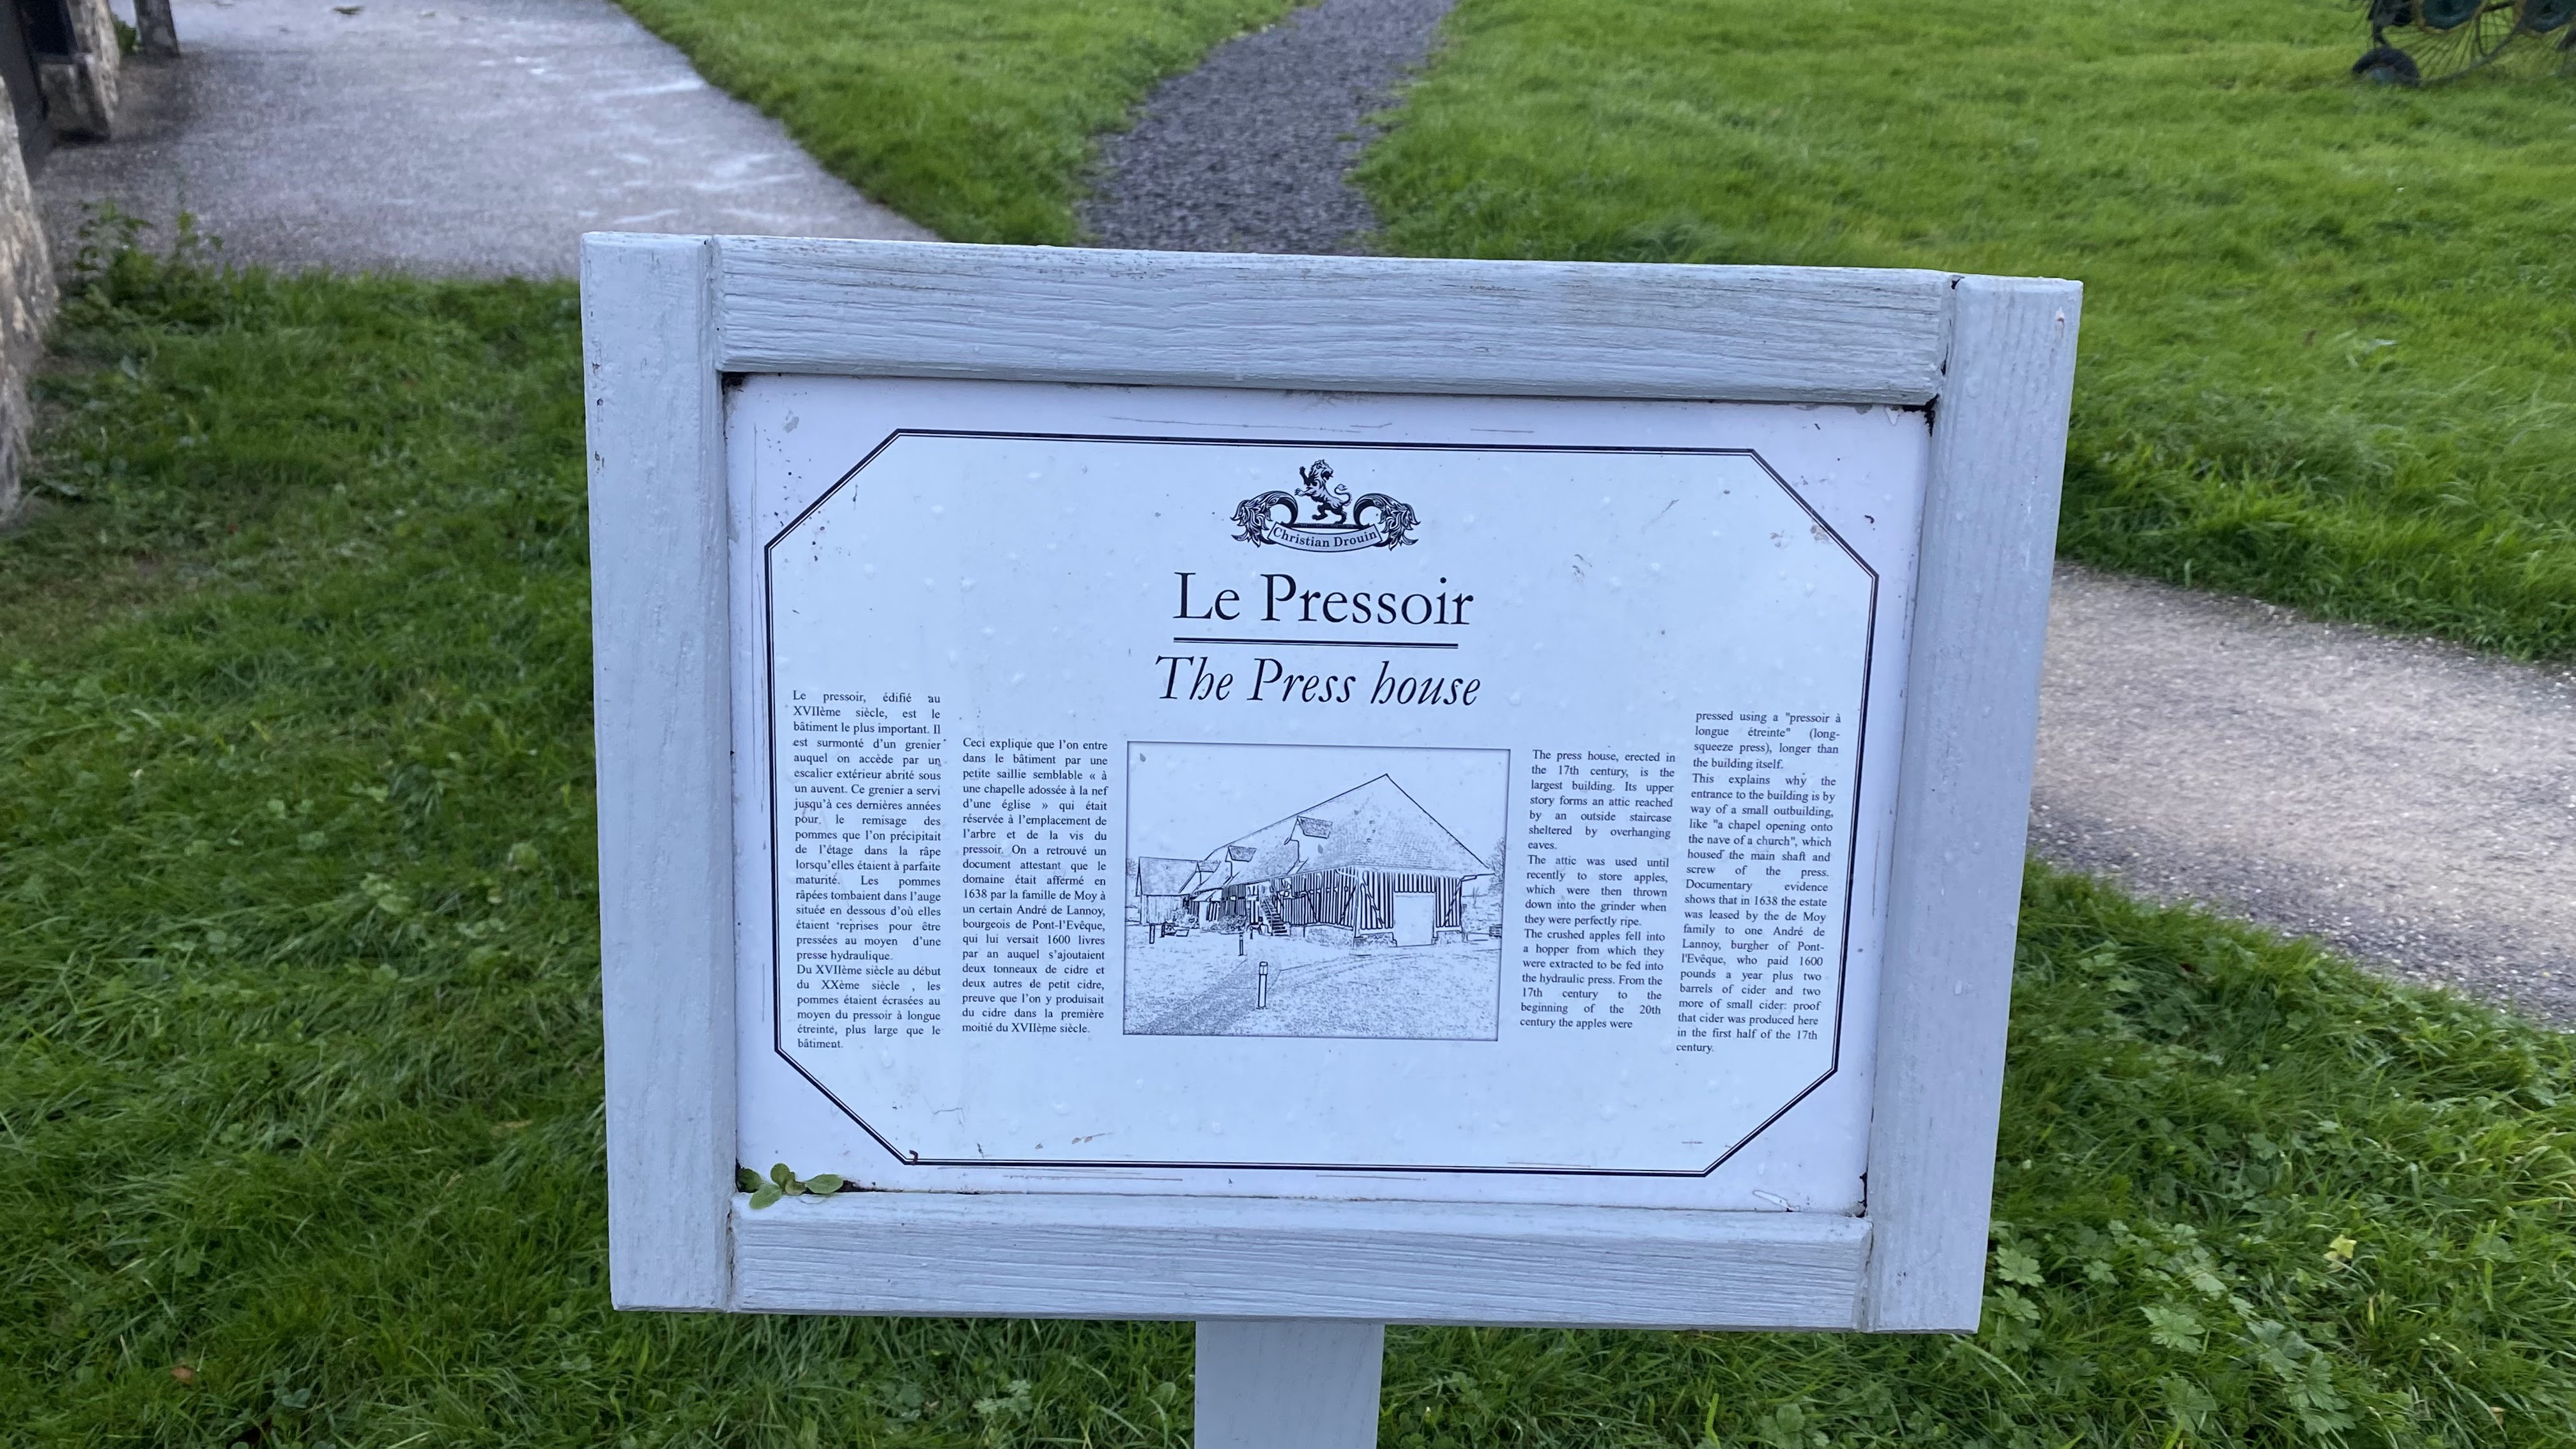 Christian Drouin
Le Pressoir
The Press house
Le pressoir, édifié au
XVIIème siècle, est le
bâtiment le plus important. Il
est surmonté d'un grenier
auquel on accède par un
escalier extérieur abrité sous
un auvent. Ce grenier a servi
jusqu'à ces dernières années
pour le remisage des
pommes que l'on précipitait
de l'étage dans la râpe
lorsqu'elles étaient à parfaite
maturité. Les pommes
râpées tombaient dans l'auge
située en dessous d'où elles
étaient reprises pour être
pressées au moyen d'une
presse hydraulique.
Du XVIIème siècle au début
du XXème siècle , les
pommes étaient écrasées au
moyen du pressoir à longue
étreinte, plus large que le
bâtiment.
Ceci explique que l'on entre
dans le bâtiment par une
petite saillie semblable « à
une chapelle adossée à la nef
d'une église » qui était
réservée à l'emplacement de
l'arbre et de la vis du
pressoir. On a retrouvé un
document attestant que le
domaine était affermé en
1638 par la famille de Moy à
un certain André de Lannoy,
bourgeois de Pont-l'Evêque,
qui lui versait 1600 livres
par an auquel s'ajoutaient
deux tonneaux de cidre et
deux autres de petit cidre,
preuve que l'on y produisait
du cidre dans la première
moitié du XVIIème siècle.
The press house, erected in
the 17th century, is the
largest building. Its upper
story forms an attic reached
by an outside staircase
sheltered by overhanging
eaves.
The attic was used until
recently to store apples,
which were then thrown
down into the grinder when
they were perfectly ripe.
The crushed apples fell into
a hopper from which they
were extracted to be fed into
the hydraulic press. From the
17th century to the
beginning of the 20th
century the apples were
pressed using a "pressoir à
longue étreinte" (long-
squeeze press), longer than
the building itself.
This explains why the
entrance to the building is by
way of a small outbuilding,
like "a chapel opening onto
the nave of a church", which
housed the main shaft and
screw of the press.
Documentary evidence
shows that in 1638 the estate
was leased by the de Moy
family to one André de
Lannoy, burgher of Pont-
l'Evêque, who paid 1600
pounds a year plus two
barrels of cider and two
more of small cider: proof
that cider was produced here
in the first half of the 17th
century.